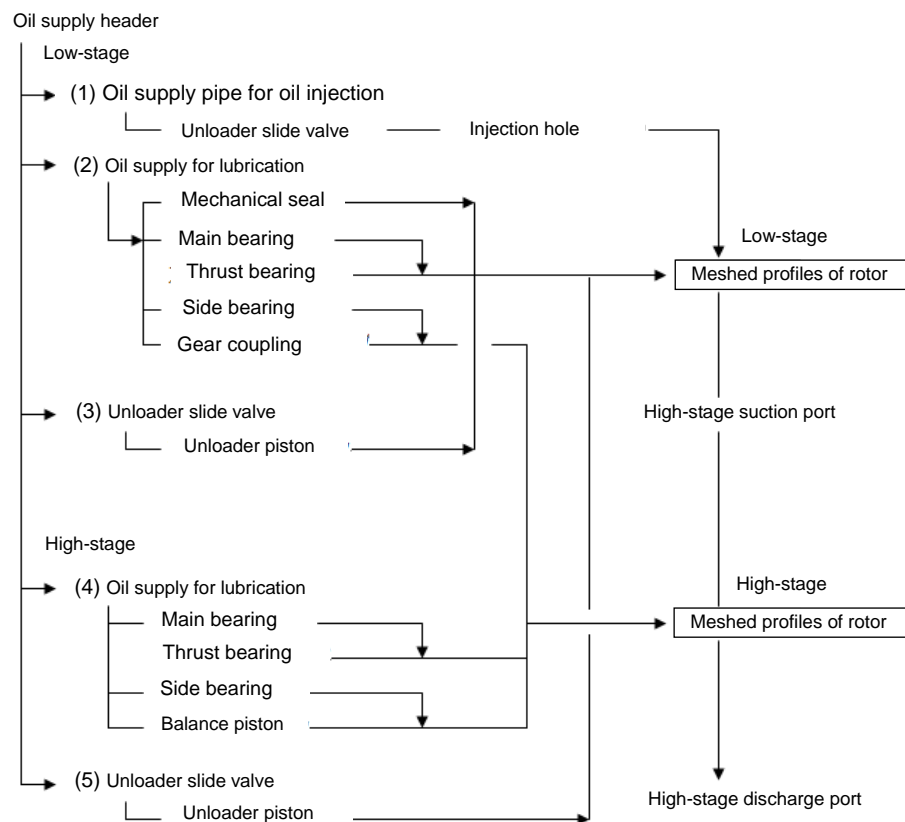 Oil supply header
Low-stage
(1) Oil supply pipe for oil injection
Unloader slide valve
Injection hole
(2) Oil supply for lubrication
Mechanical seal
Main bearing
Low-stage
Thrust bearing
Meshed profiles of rotor
Side bearing
Gear coupling
(3) Unloader slide valve
High-stage suction port
Unloader piston
High-stage
(4) Oil supply for lubrication
High-stage
Main bearing
Meshed profiles of rotor
Thrust bearing
Side bearing
Balance piston
(5) Unloader slide valve
High-stage discharge port
Unloader piston